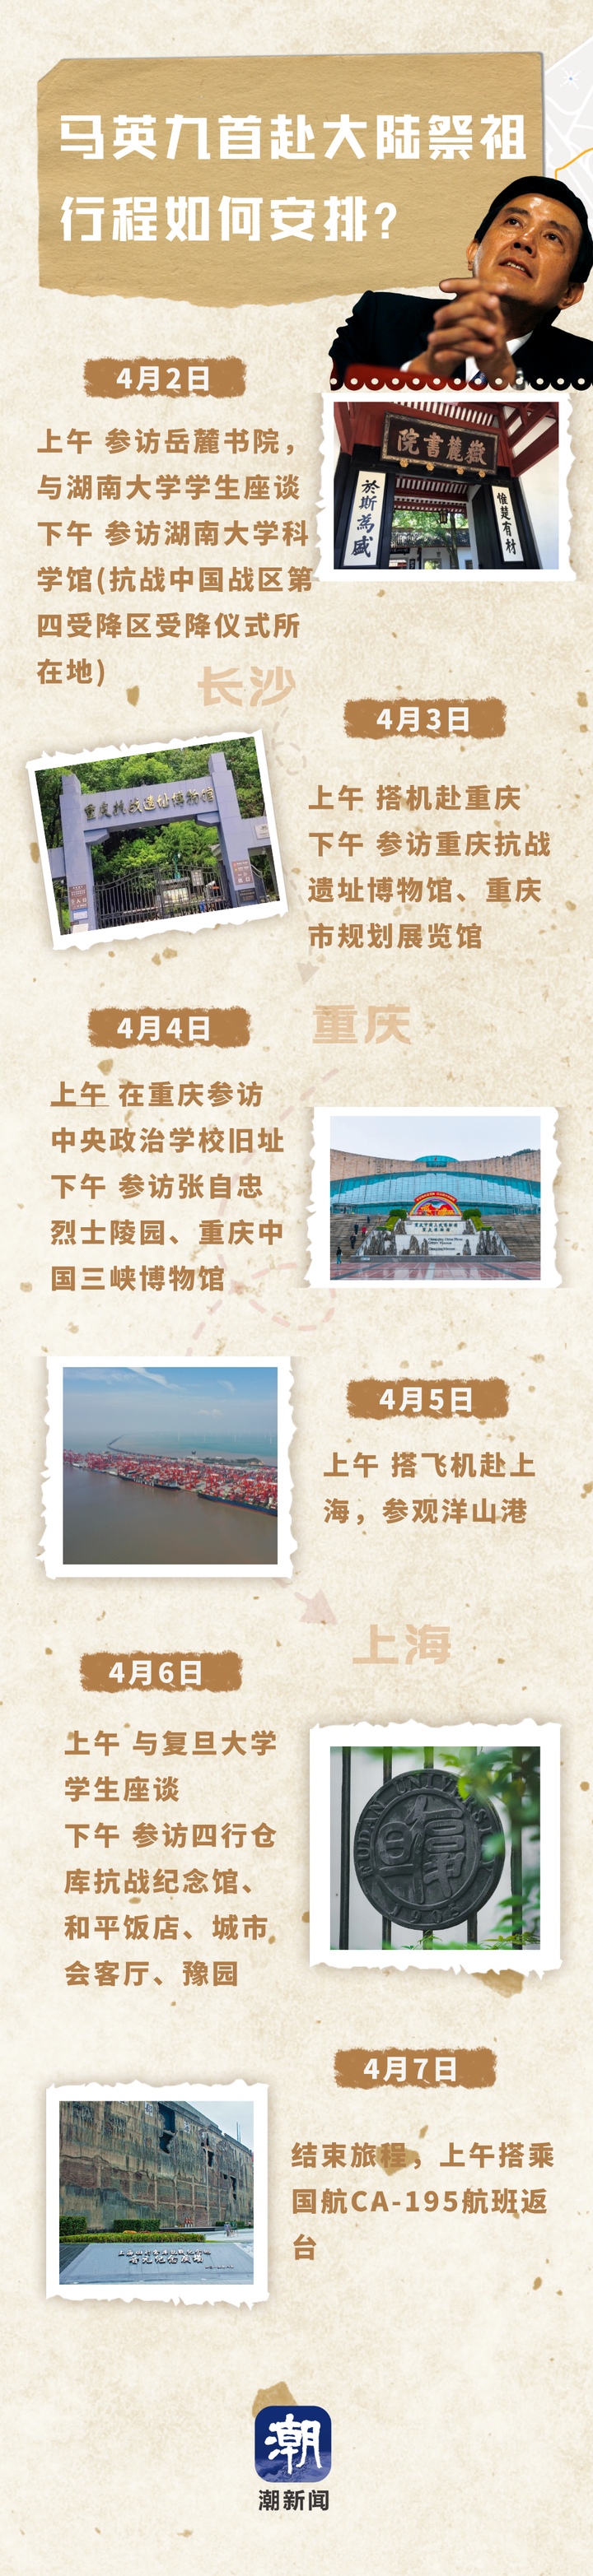 马英九首赴大陆祭祖
行程如何安排?
4月2日
上午 参访岳麓书院，
与湖南大学学生座谈
下午 参访湖南大学科
学馆(抗战中国战区第
四受降区受降仪式所
在地)
院書麓嶽
於斯為盛
惟楚有材
长沙
4月3日
重庆抗战遗址博物馆
上午 搭机赴重庆
下午 参访重庆抗战
遗址博物馆、重庆
市规划展览馆
重庆
4月4日
上午 在重庆参访
中央政治学校旧址
下午 参访张自忠
烈士陵园、重庆中
国三峡博物馆
4月5日
上午 搭飞机赴上
海，参观洋山港
上海
4月6日
上午 与复旦大学
学生座谈
下午 参访四行仓
库抗战纪念馆、
和平饭店、城市
会客厅、豫园
FUDAN UNIVERSITY
1905
4月7日
结束旅程，上午搭乘
国航CA-195航班返
台
潮
潮新闻